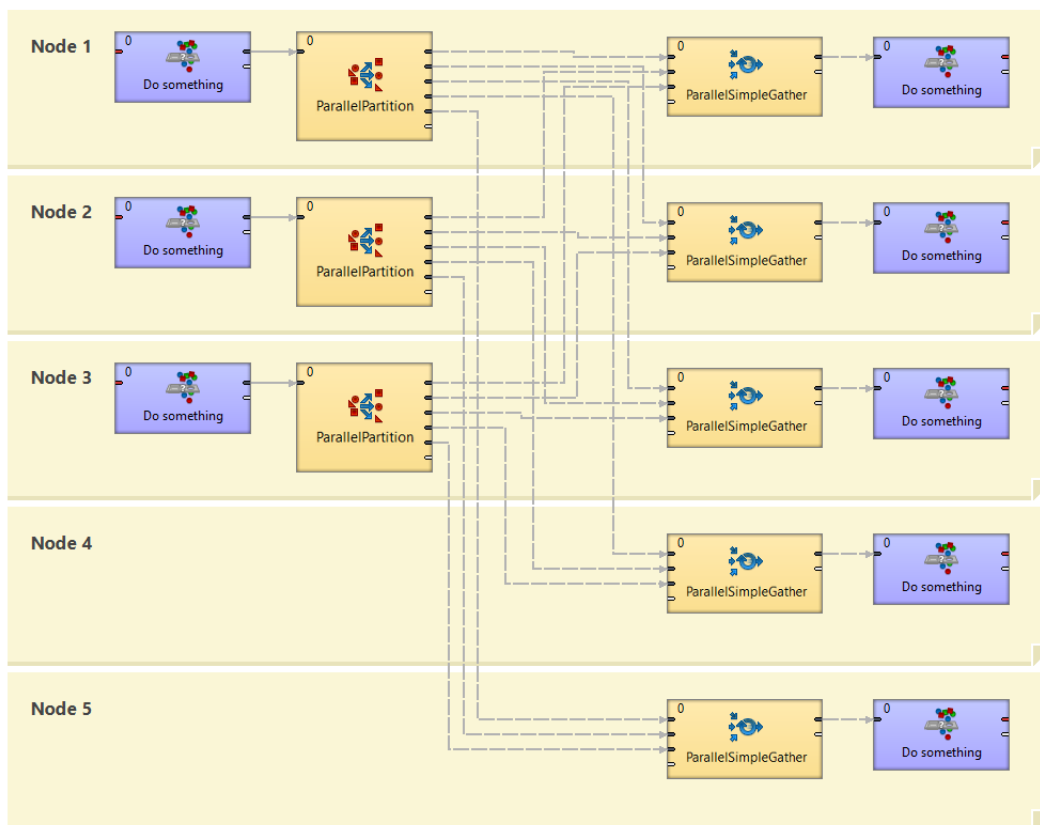 Node 1
0
Do something
0
ParallelPartition
0
ParallelSimpleGather
0
Do something
Node 2
0
Do something
0
ParallelPartition
0
ParallelSimpleGather
0
Do something
Node 3
0
Do something
0
ParallelPartition
0
ParallelSimpleGather
0
Do something
Node 4
0
ParallelSimpleGather
0
Do something
Node 5
0
ParallelSimpleGather
0
Do something